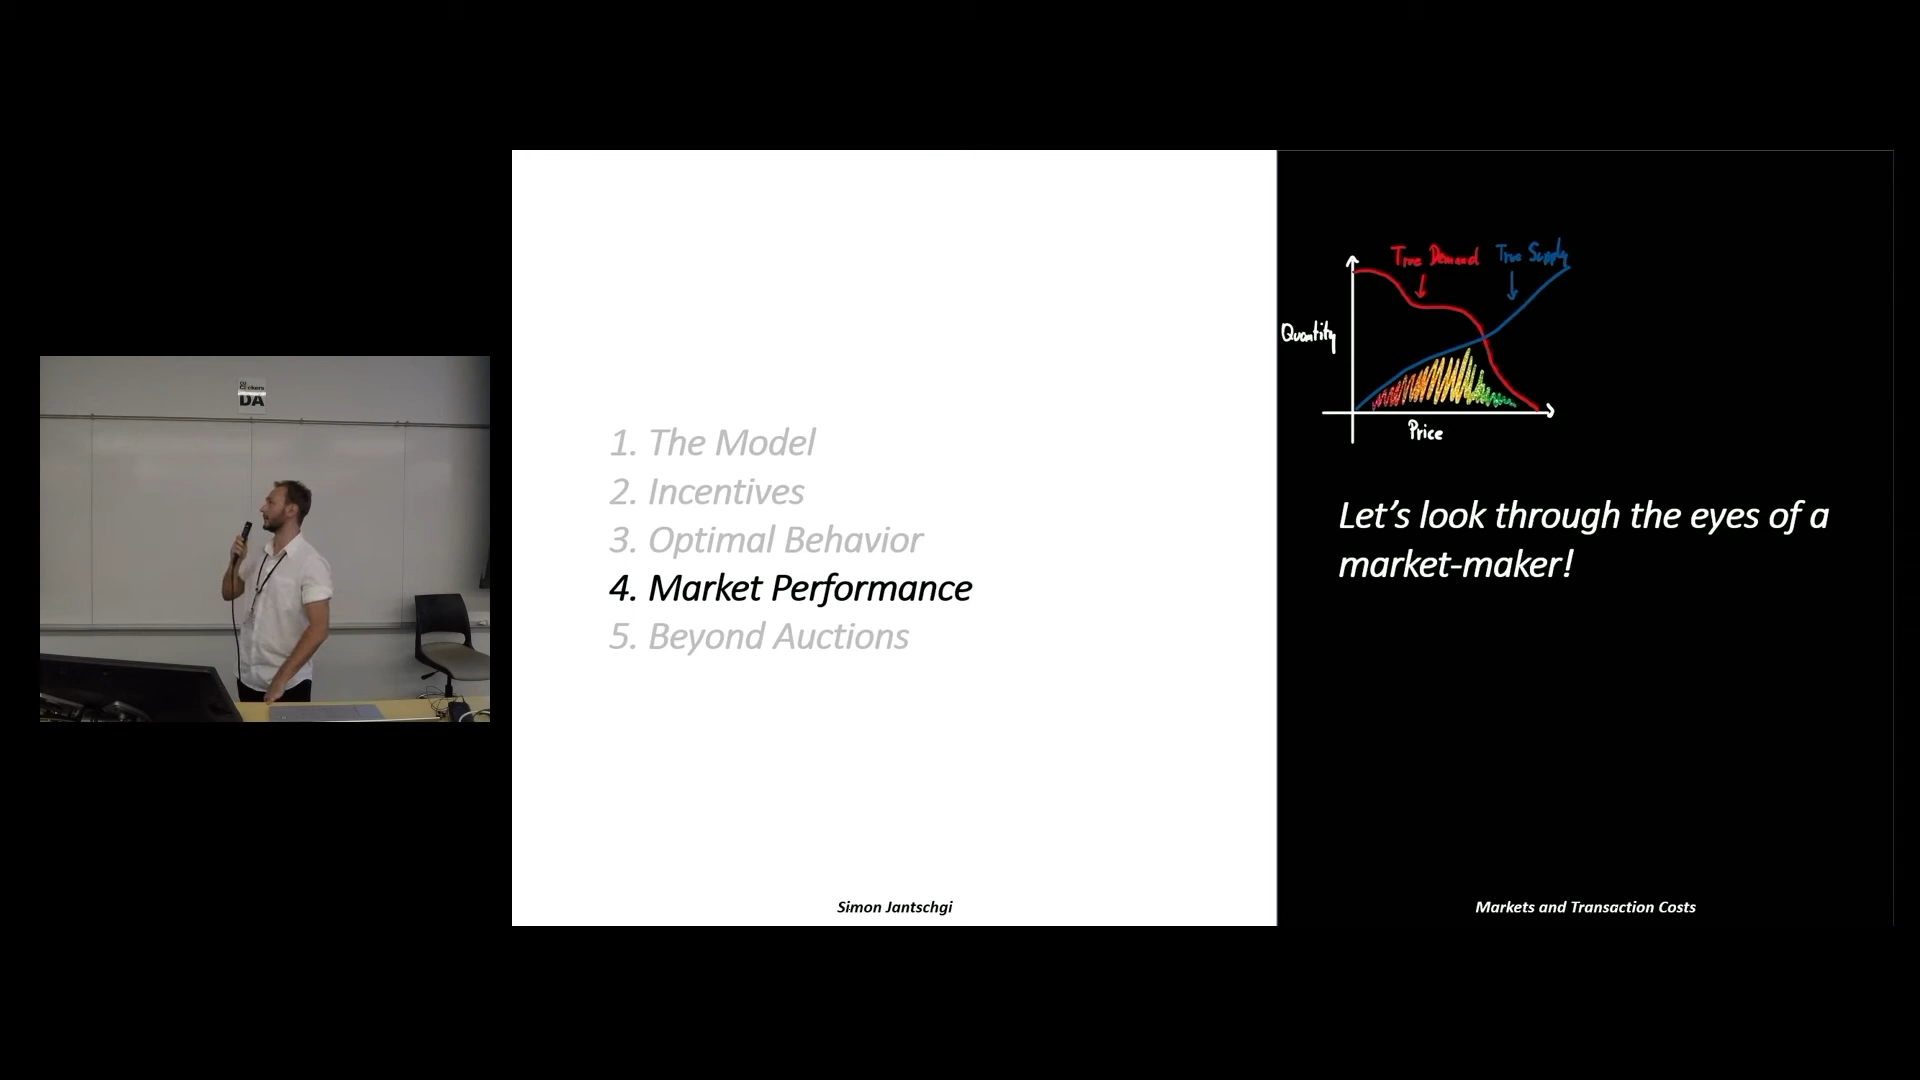 DA
1. The Model
2. Incentives
3. Optimal Behavior
4. Market Performance
5. Beyond Auctions
Simon Jantschgi
True Demand
True Supply
Quantity
Price
Let's look through the eyes of a
market-maker!
Markets and Transaction Costs